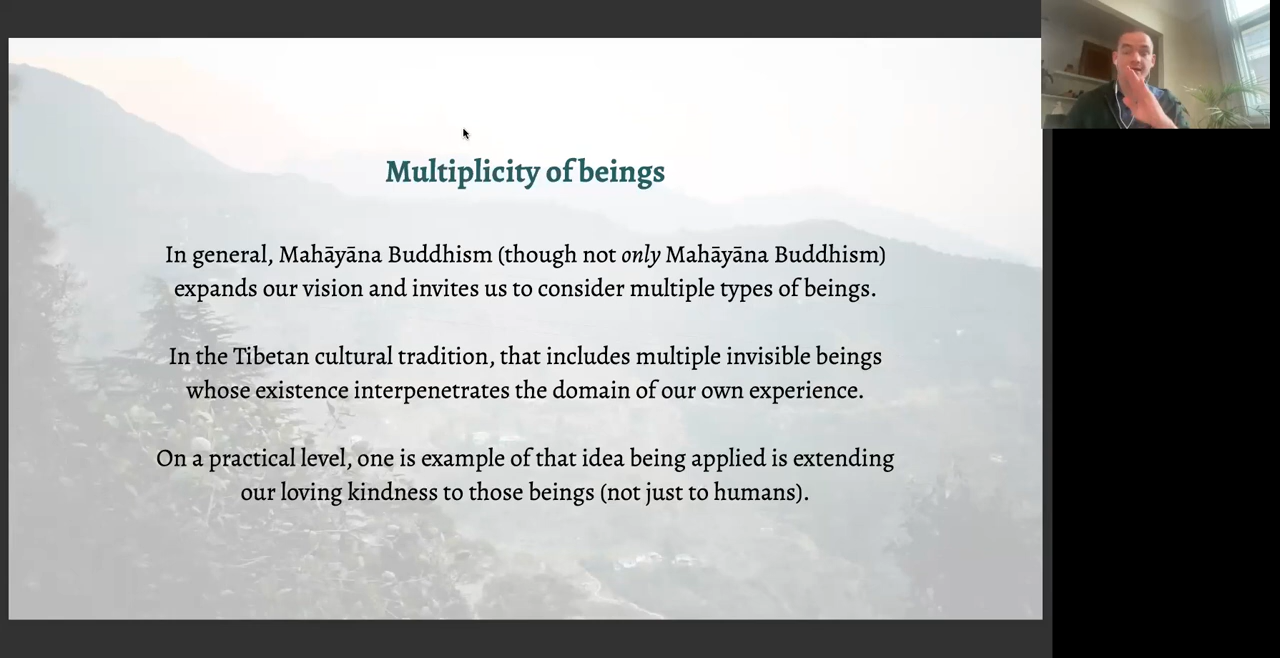 Multiplicity of beings
In general, Mahāyāna Buddhism (though not only Mahāyāna Buddhism)
expands our vision and invites us to consider multiple types of beings.
In the Tibetan cultural tradition, that includes multiple invisible beings
whose existence interpenetrates the domain of our own experience.
On a practical level, one is example of that idea being applied is extending
our loving kindness to those beings (not just to humans).